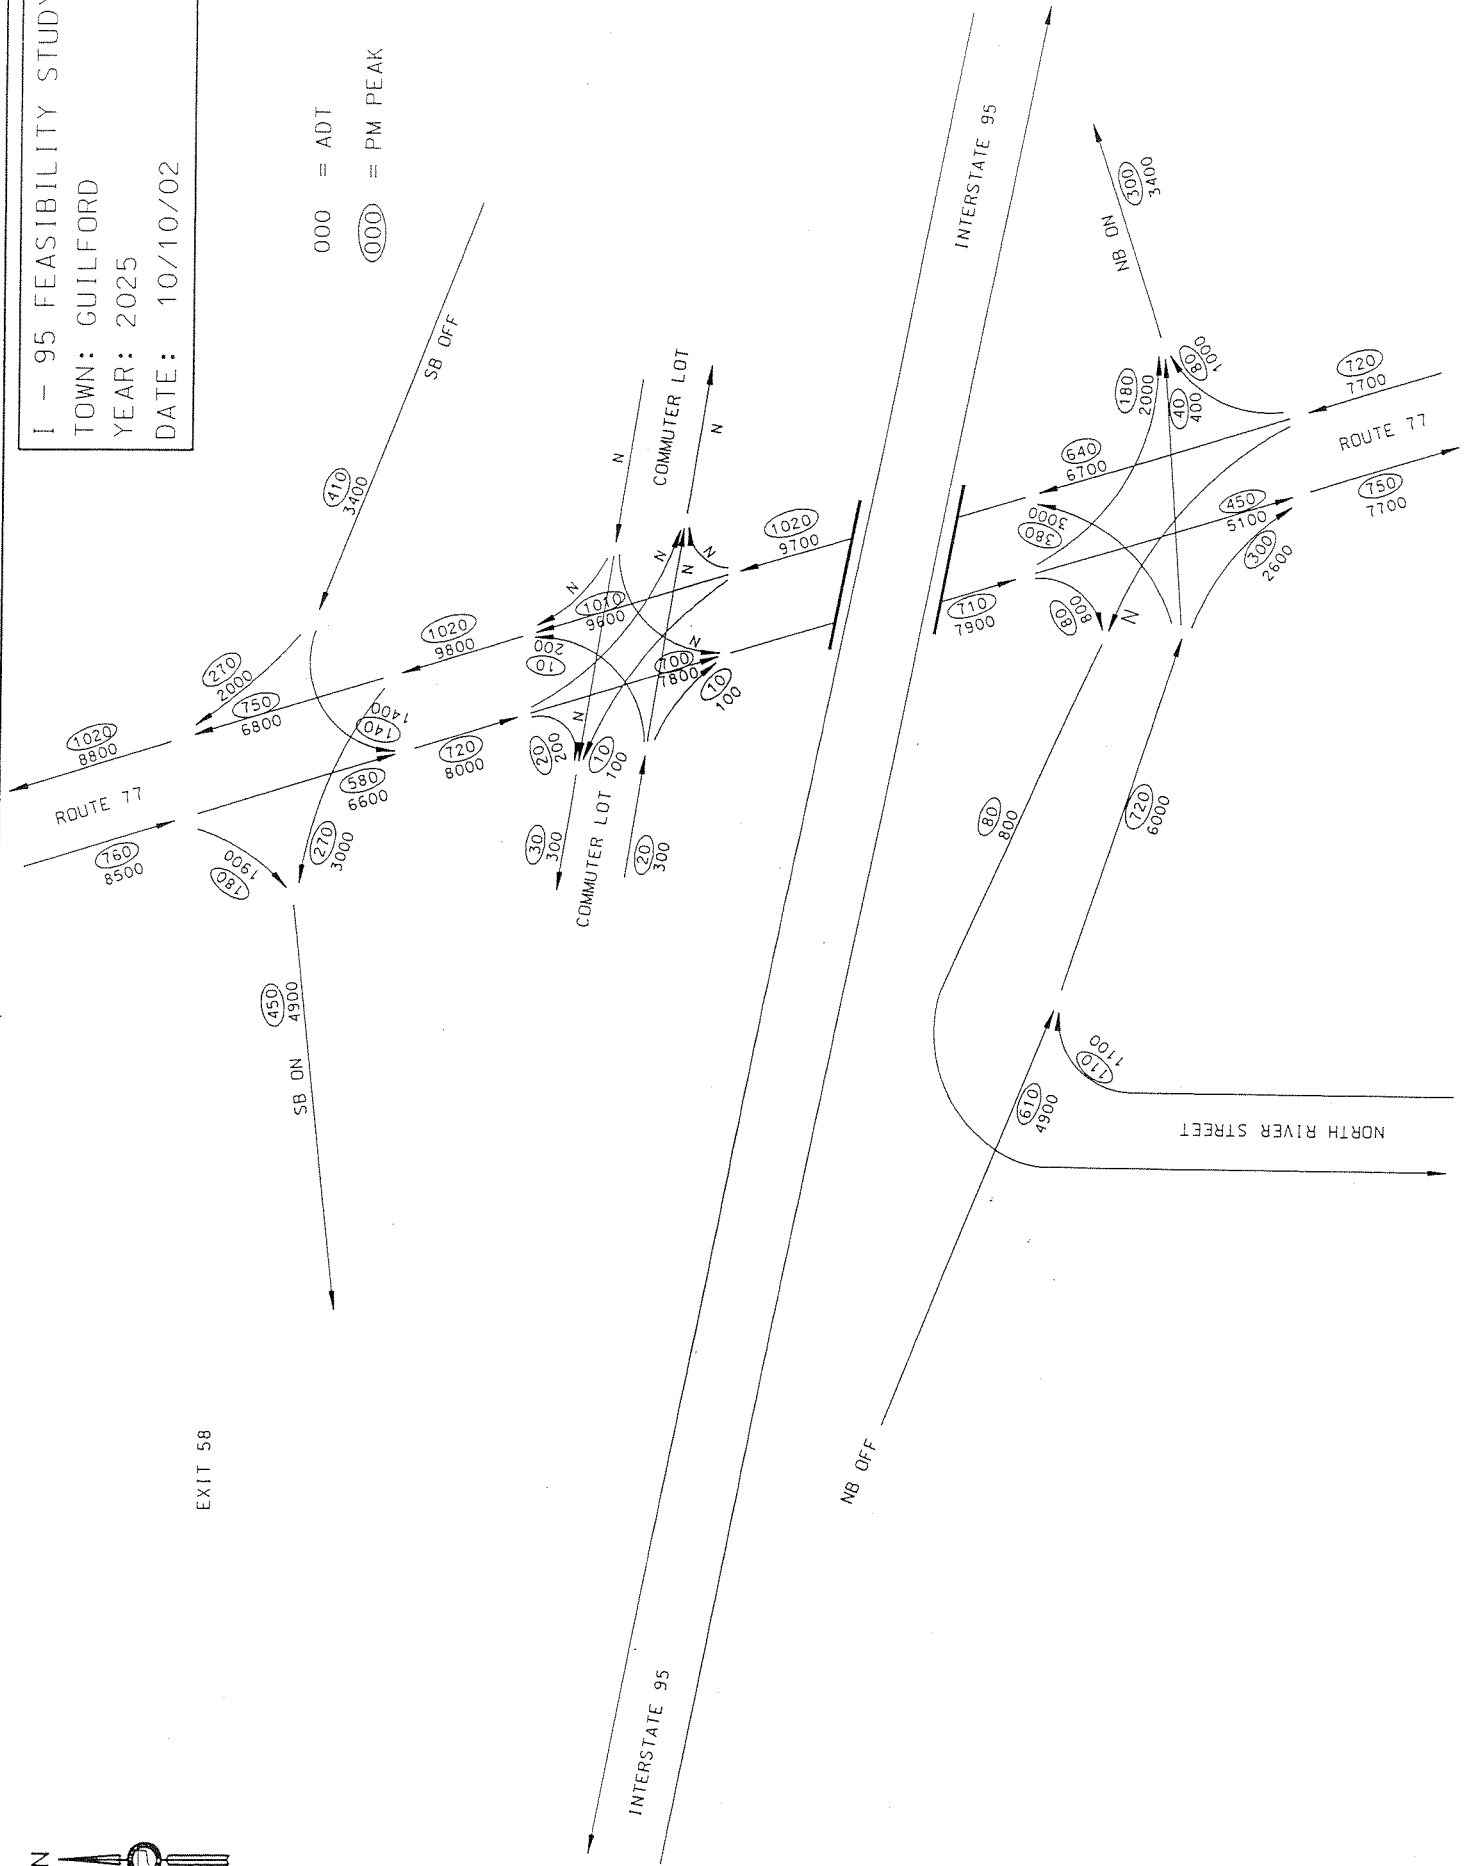 I - 95 FEASIBILITY STUDY
TOWN: GUILFORD
YEAR: 2025
DATE: 10/10/02
000 = ADT
000 = PM PEAK
SB OFF
410
3400
270
2000
1020
8800
750
6800
1020
9800
ROUTE 77
760
8500
180
1900
140
1400
580
6600
270
3000
720
8000
450
4900
SB ON
EXIT 58
N
COMMUTER LOT
N
N
N
N
N
N
N
N
1020
9700
1010
9600
200
10
700
7800
10
100
20
200
10
100
30
300
COMMUTER LOT
20
300
INTERSTATE 95
INTERSTATE 95
NB ON
300
3400
80
1000
180
2000
40
400
640
6700
380
3000
450
5100
300
2600
720
7700
ROUTE 77
750
7700
710
7900
80
800
N
80
800
720
6000
110
1100
610
4900
NORTH RIVER STREET
NB OFF
N